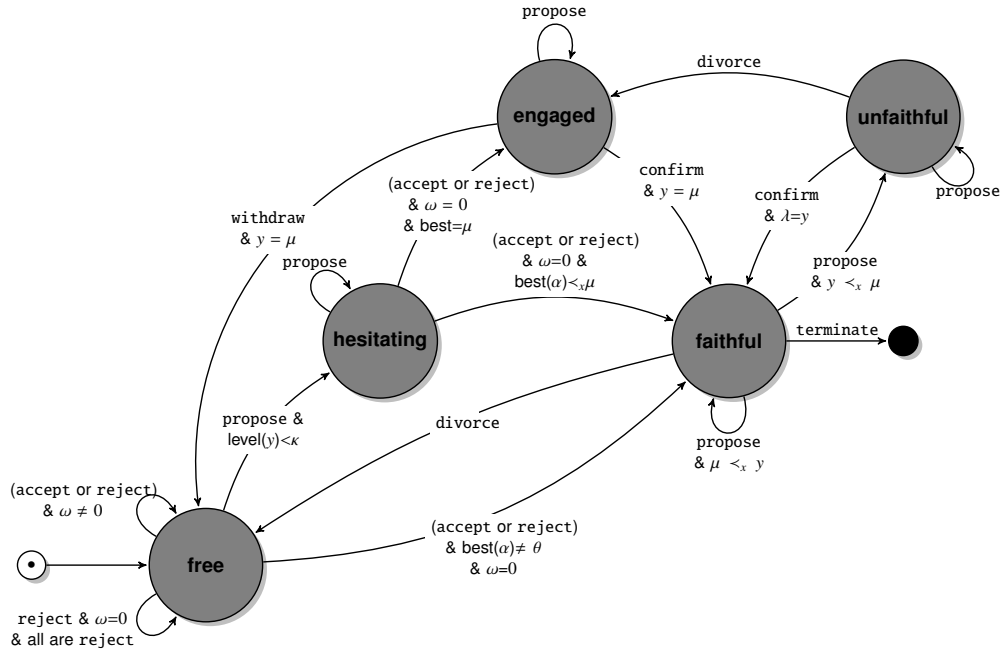 propose
divorce
engaged
unfaithful
confirm
& y = μ
confirm
& λ=y
propose
(accept or reject)
& ω = 0
& best=μ
withdraw
& y = μ
(accept or reject)
& ω=0 &
best(α)≺ₓμ
propose
& y ≺ₓ μ
propose
hesitating
faithful
terminate
propose &
level(y)<κ
divorce
propose
& μ ≺ₓ y
(accept or reject)
& ω ≠ 0
(accept or reject)
& best(α)≠ θ
& ω=0
free
reject & ω=0
& all are reject